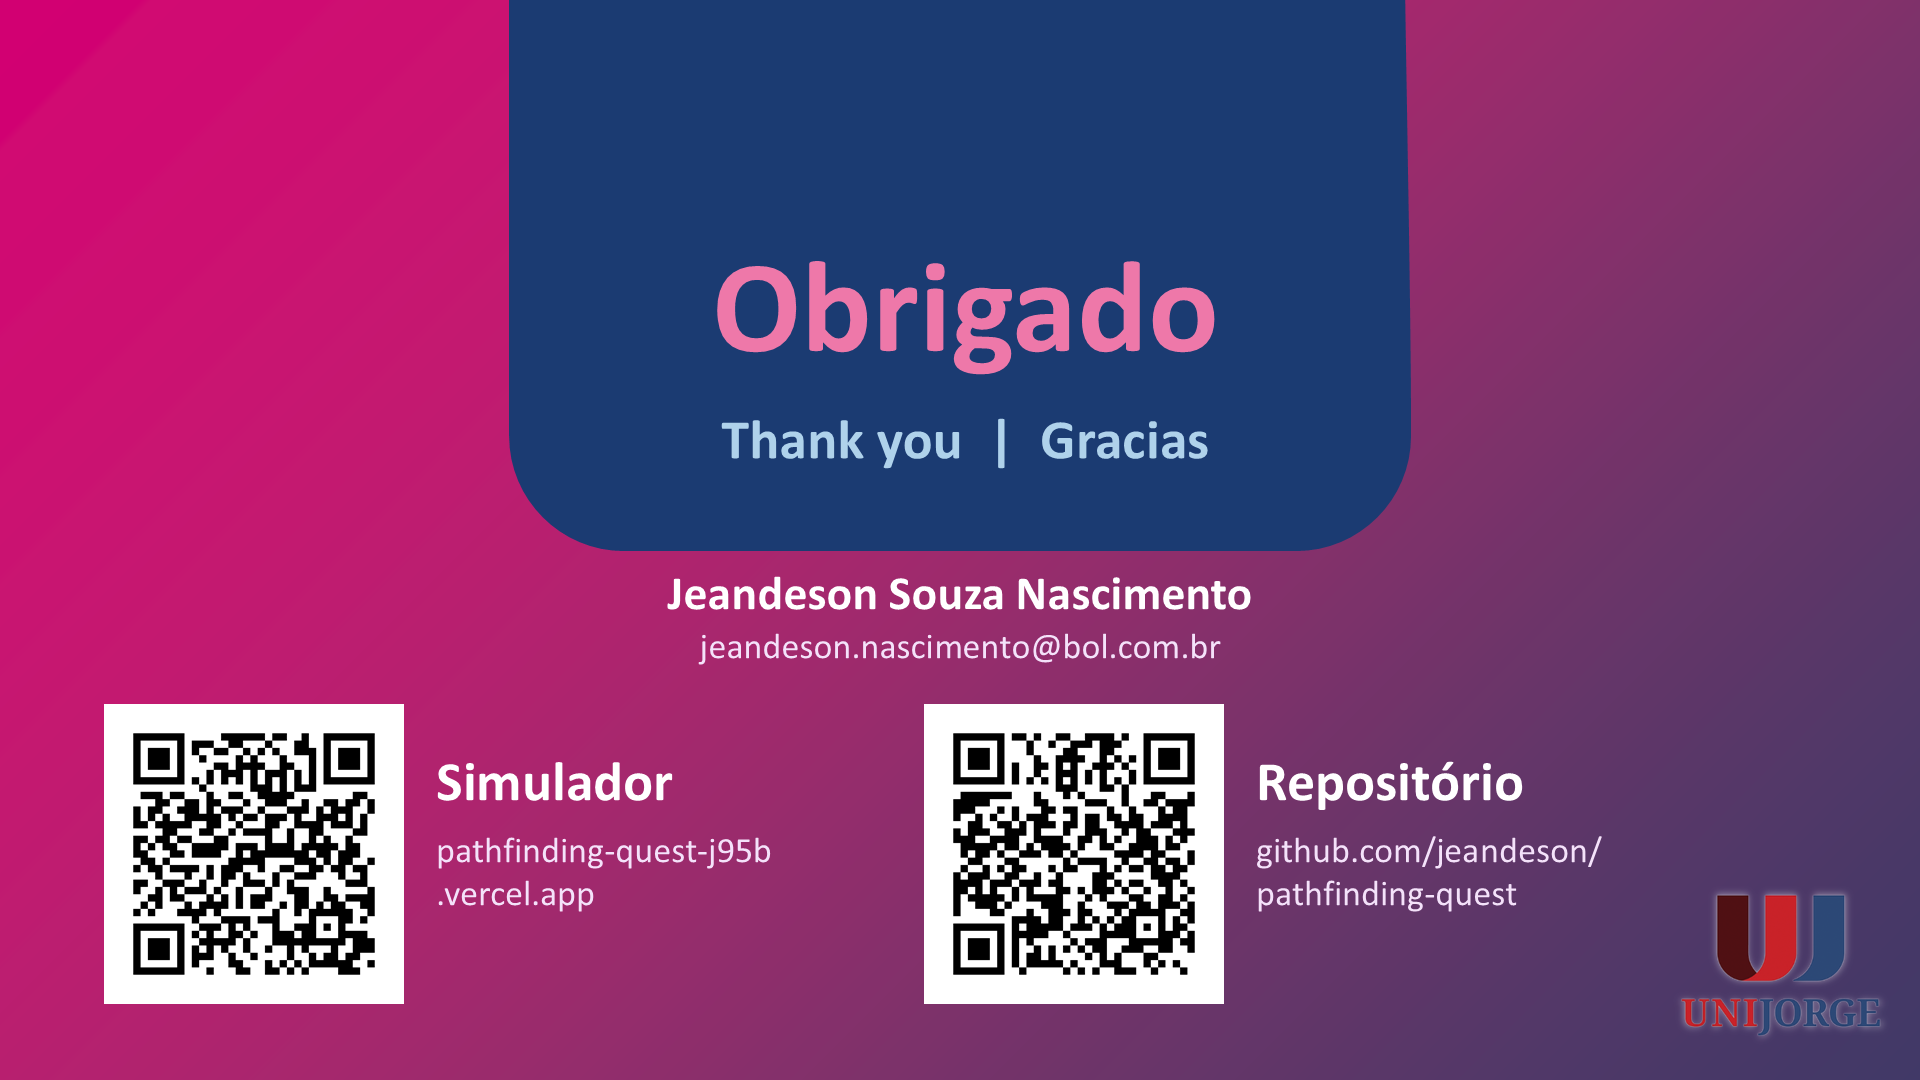 Obrigado
Thank you | Gracias
Jeandeson Souza Nascimento
jeandeson.nascimento@bol.com.br
Simulador
pathfinding-quest-j95b
.vercel.app
Repositório
github.com/jeandeson/
pathfinding-quest
UNIJORGE